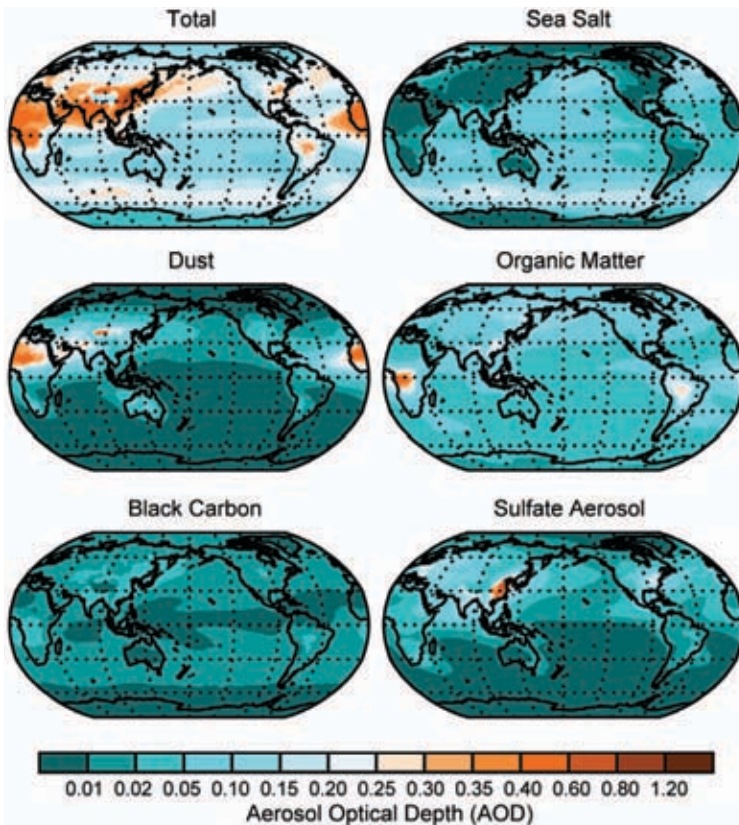 Total Sea Salt
Dust Organic Matter
Black Carbon Sulfate Aerosol
0.01 0.02 0.05 0.10 0.15 0.20 0.25 0.30 0.35 0.40 0.60 0.80 1.20
Aerosol Optical Depth (AOD)